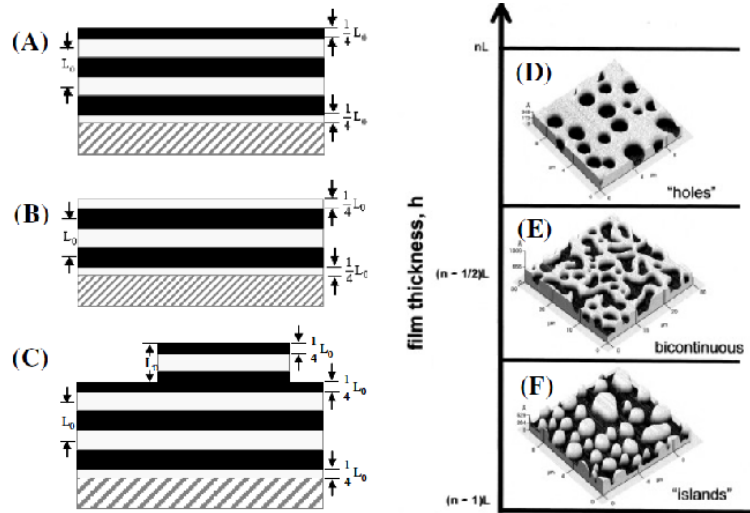 (A)
1/4 L₀
L₀
1/4 L₀
(B)
1/4 L₀
L₀
1/2 L₀
(C)
L₀
1/4 L₀
1/4 L₀
L₀
1/4 L₀
film thickness, h
nL
(D)
"holes"
(n - 1/2)L
(E)
bicontinuous
(F)
"islands"
(n - 1)L